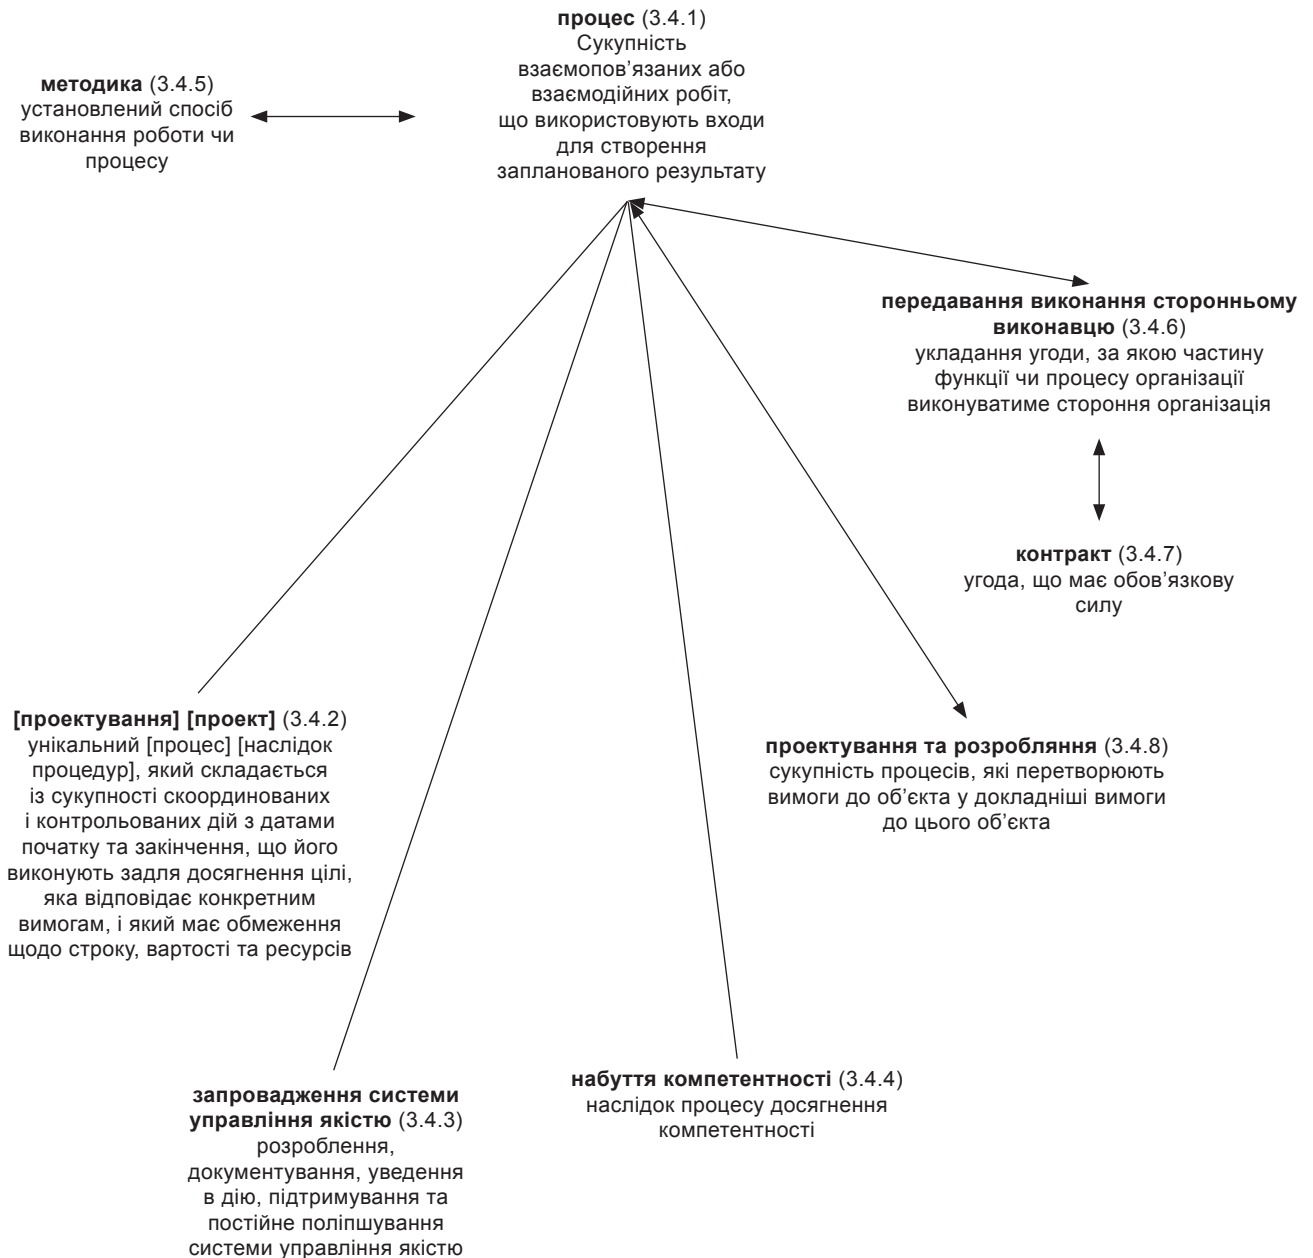 процес (3.4.1)
Сукупність
взаємопов’язаних або
взаємодійних робіт,
що використовують входи
для створення
запланованого результату
методика (3.4.5)
установлений спосіб
виконання роботи чи
процесу
передавання виконання сторонньому
виконавцю (3.4.6)
укладання угоди, за якою частину
функції чи процесу організації
виконуватиме стороння організація
контракт (3.4.7)
угода, що має обов’язкову
силу
[проектування] [проект] (3.4.2)
унікальний [процес] [наслідок
процедур], який складається
із сукупності скоординованих
і контрольованих дій з датами
початку та закінчення, що його
виконують задля досягнення цілі,
яка відповідає конкретним
вимогам, і який має обмеження
щодо строку, вартості та ресурсів
проектування та розробляння (3.4.8)
сукупність процесів, які перетворюють
вимоги до об’єкта у докладніші вимоги
до цього об’єкта
запровадження системи
управління якістю (3.4.3)
розроблення,
документування, уведення
в дію, підтримування та
постійне поліпшування
системи управління якістю
набуття компетентності (3.4.4)
наслідок процесу досягнення
компетентності